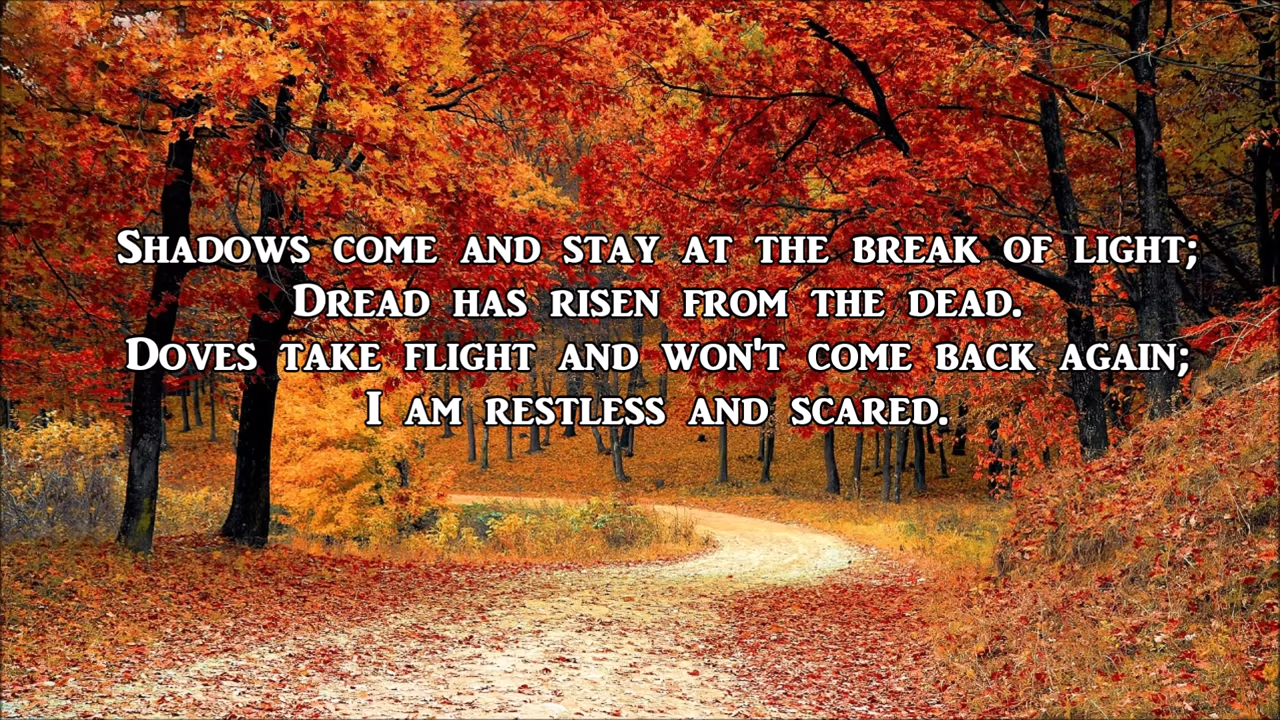 Shadows come and stay at the break of light;
Dread has risen from the dead.
Doves take flight and won't come back again;
I am restless and scared.